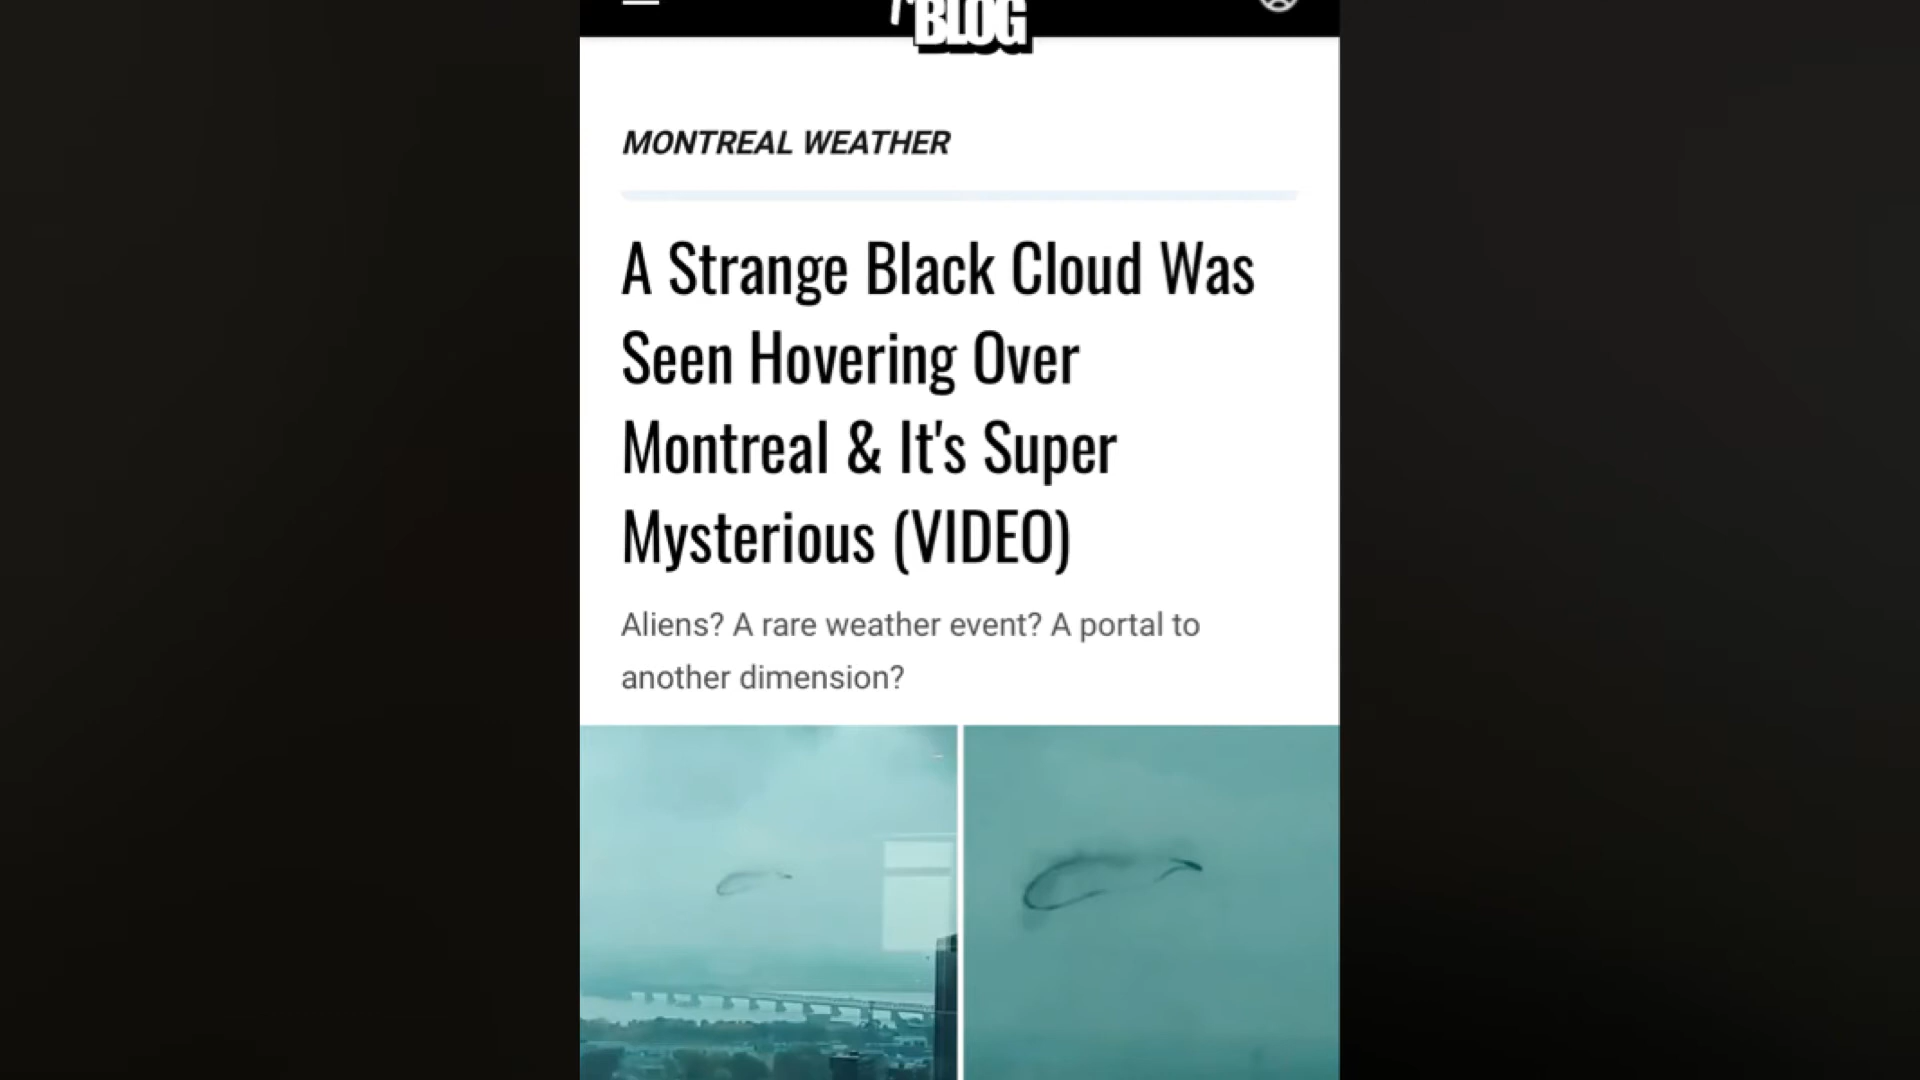 BLOG
MONTREAL WEATHER
A Strange Black Cloud Was
Seen Hovering Over
Montreal & It's Super
Mysterious (VIDEO)
Aliens? A rare weather event? A portal to
another dimension?